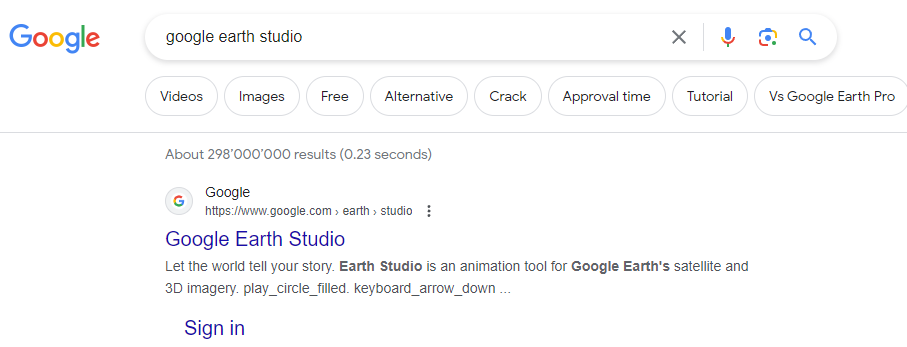 Google
google earth studio
Videos Images Free Alternative Crack Approval time Tutorial Vs Google Earth Pro
About 298’000’000 results (0.23 seconds)
Google
https://www.google.com › earth › studio
Google Earth Studio
Let the world tell your story. Earth Studio is an animation tool for Google Earth's satellite and
3D imagery. play_circle_filled. keyboard_arrow_down ...
Sign in